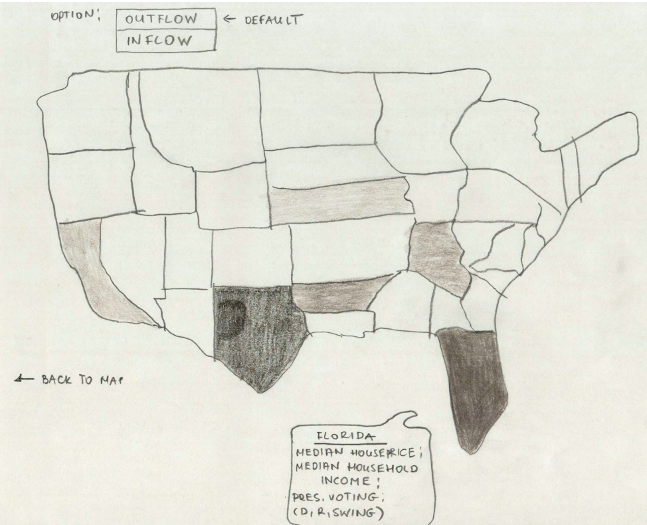 OPTION:
OUTFLOW ← DEFAULT
INFLOW
← BACK TO MAP
FLORIDA
MEDIAN HOUSEPRICE;
MEDIAN HOUSEHOLD
INCOME;
PRES. VOTING;
(D, R, SWING)